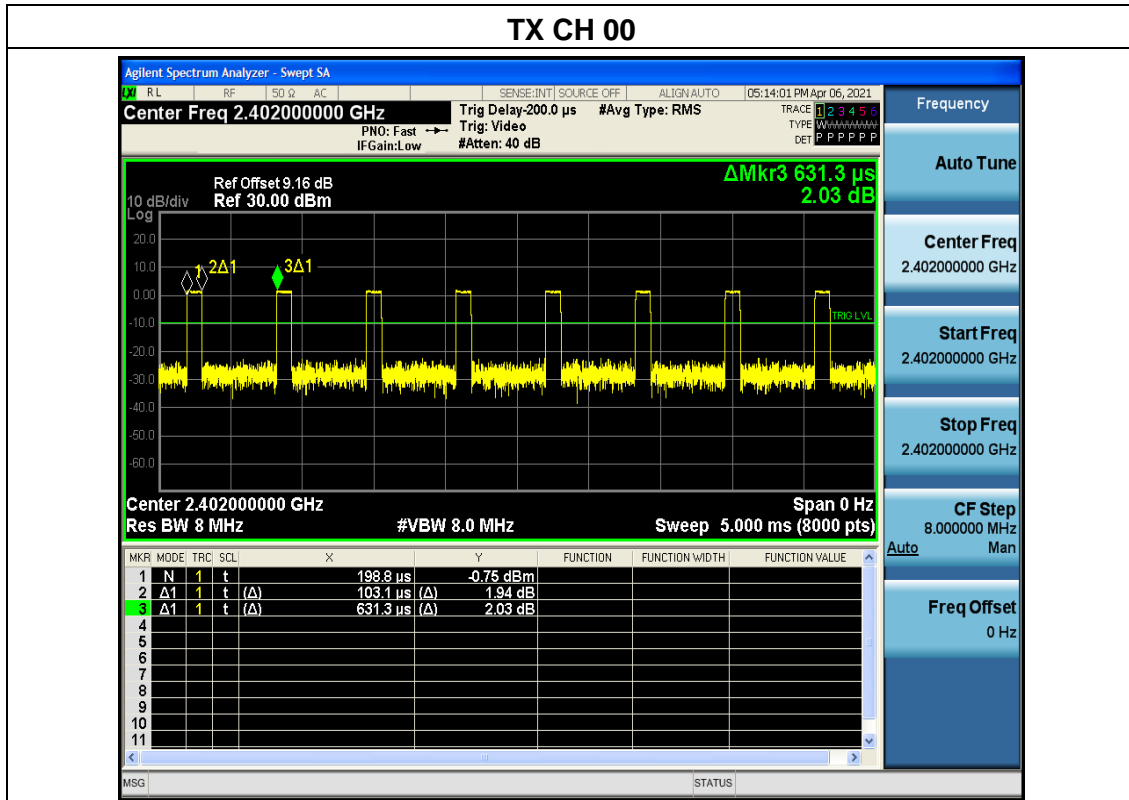 TX CH 00
Agilent Spectrum Analyzer - Swept SA
LXI RL RF 50 Ω AC SENSE:INT SOURCE OFF ALIGN AUTO 05:14:01 PM Apr 06, 2021
Center Freq 2.402000000 GHz
PNO: Fast
IFGain:Low
Trig Delay-200.0 µs
Trig: Video
#Atten: 40 dB
#Avg Type: RMS
TRACE 1 2 3 4 5 6
TYPE WWWWWW
DET P P P P P P
ΔMkr3 631.3 µs
2.03 dB
Ref Offset 9.16 dB
Ref 30.00 dBm
10 dB/div
Log
20.0
10.0
0.00
-10.0
-20.0
-30.0
-40.0
-50.0
-60.0
1 2Δ1 3Δ1
TRIG LVL
Center 2.402000000 GHz Span 0 Hz
Res BW 8 MHz #VBW 8.0 MHz Sweep 5.000 ms (8000 pts)
MKR MODE TRC SCL X Y FUNCTION FUNCTION WIDTH FUNCTION VALUE
1 N 1 t 198.8 µs -0.75 dBm
2 Δ1 1 t (Δ) 103.1 µs (Δ) 1.94 dB
3 Δ1 1 t (Δ) 631.3 µs (Δ) 2.03 dB
4
5
6
7
8
9
10
11
MSG STATUS
Frequency
Auto Tune
Center Freq
2.402000000 GHz
Start Freq
2.402000000 GHz
Stop Freq
2.402000000 GHz
CF Step
8.000000 MHz
Auto Man
Freq Offset
0 Hz